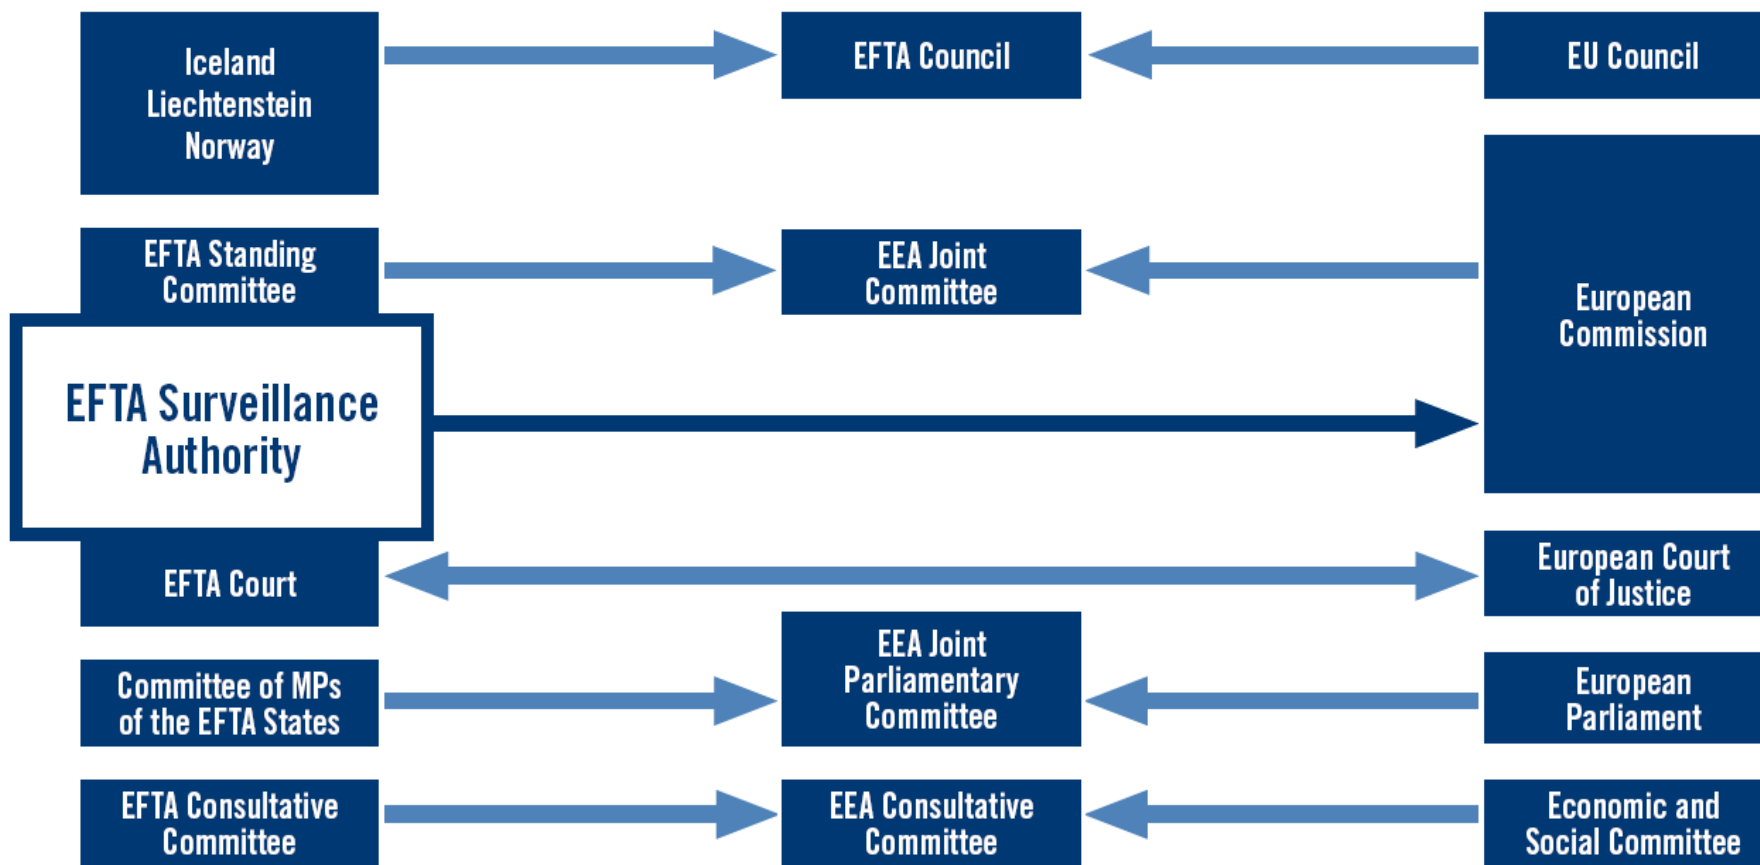 Iceland
Liechtenstein
Norway
EFTA Council
EU Council
EFTA Standing
Committee
EEA Joint
Committee
European
Commission
EFTA Surveillance
Authority
EFTA Court
European Court
of Justice
Committee of MPs
of the EFTA States
EEA Joint
Parliamentary
Committee
European
Parliament
EFTA Consultative
Committee
EEA Consultative
Committee
Economic and
Social Committee